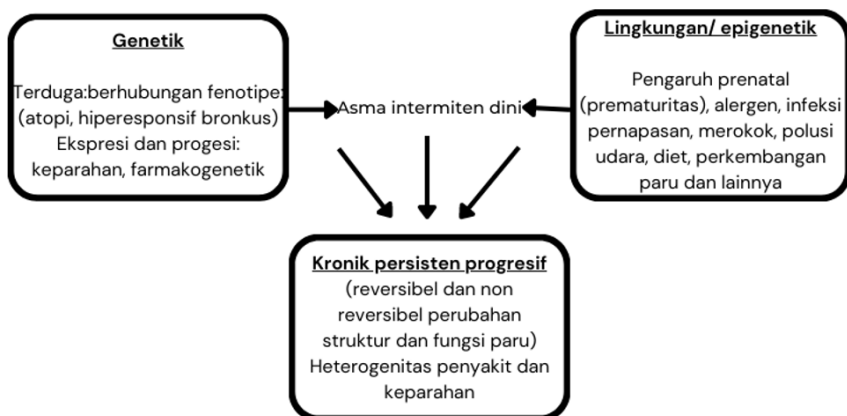 Genetik
Terduga:berhubungan fenotipe:
(atopi, hiperesponsif bronkus)
Ekspresi dan progesi:
keparahan, farmakogenetik
Asma intermiten dini
Lingkungan/ epigenetik
Pengaruh prenatal
(prematuritas), alergen, infeksi
pernapasan, merokok, polusi
udara, diet, perkembangan
paru dan lainnya
Kronik persisten progresif
(reversibel dan non
reversibel perubahan
struktur dan fungsi paru)
Heterogenitas penyakit dan
keparahan